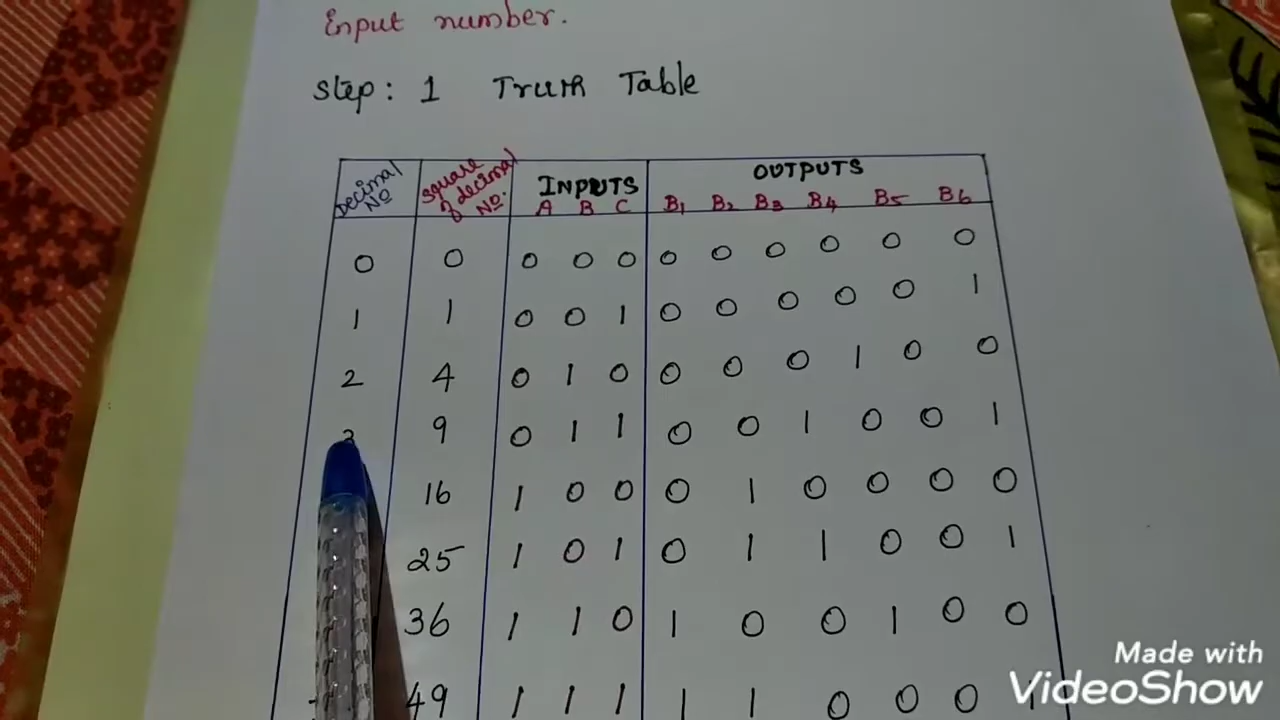 Input number.
Step: 1 Truth Table
Decimal No Square of decimal No: INPUTS OUTPUTS
A B C B1 B2 B3 B4 B5 B6
0 0 0 0 0 0 0 0 0 0 0
1 1 0 0 1 0 0 0 0 0 1
2 4 0 1 0 0 0 0 1 0 0
3 9 0 1 1 0 0 1 0 0 1
16 1 0 0 0 1 0 0 0 0
25 1 0 1 0 1 1 0 0 1
36 1 1 0 1 0 0 1 0 0
49 1 1 1 1 1 0 0 0 1
Made with
VideoShow